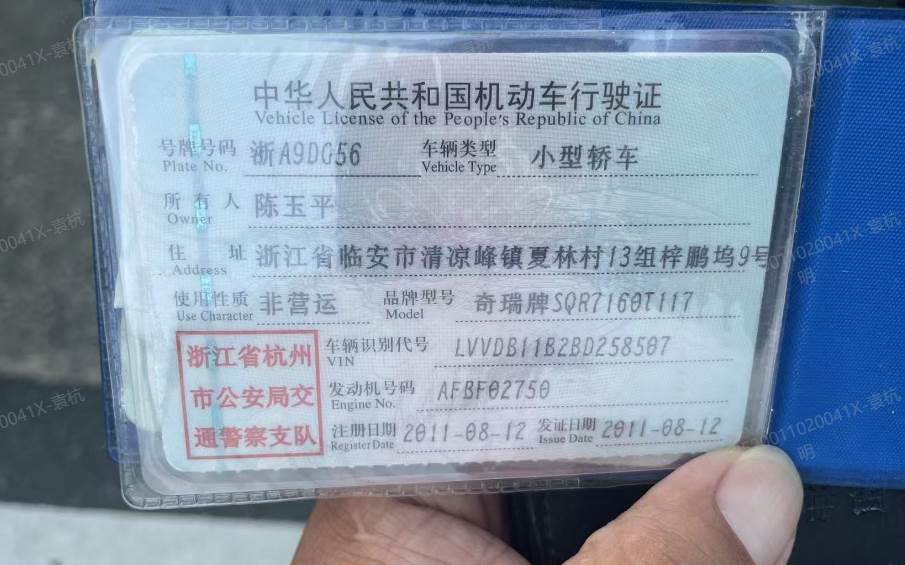 中华人民共和国机动车行驶证
Vehicle License of the People's Republic of China
号牌号码 浙A9DG56 车辆类型 小型轿车
Plate No. Vehicle Type
所有人 陈玉平
Owner
住址 浙江省临安市清凉峰镇夏林村13组梓鹏坞9号
Address
使用性质 非营运 品牌型号 奇瑞牌SQR7160T117
Use Character Model
浙江省杭州 车辆识别代号 LVVDB11B2BD258507
VIN
市公安局交 发动机号码 AFBF02750
Engine No.
通警察支队 注册日期 2011-08-12 发证日期 2011-08-12
Register Date Issue Date